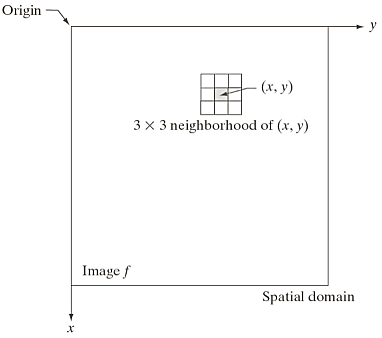 Origin
y
(x, y)
3 × 3 neighborhood of (x, y)
Image f
Spatial domain
x